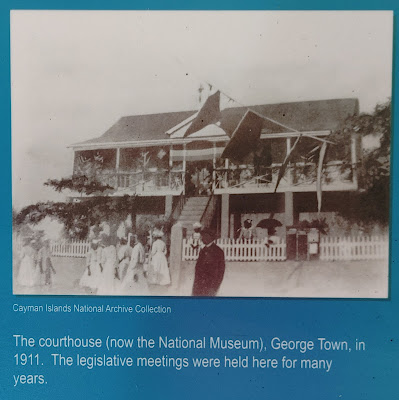 Cayman Islands National Archive Collection
The courthouse (now the National Museum), George Town, in
1911.  The legislative meetings were held here for many
years.